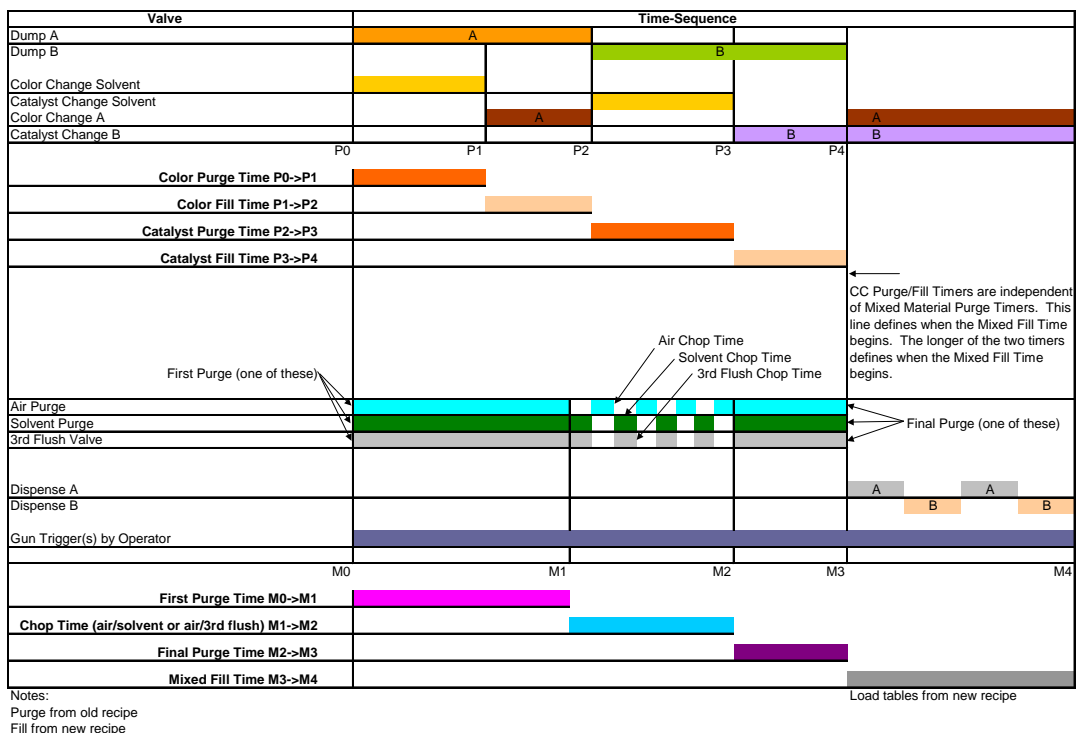 Valve Time-Sequence
Dump A A
Dump B B
Color Change Solvent
Catalyst Change Solvent
Color Change A A A
Catalyst Change B B B
P0 P1 P2 P3 P4
Color Purge Time P0->P1
Color Fill Time P1->P2
Catalyst Purge Time P2->P3
Catalyst Fill Time P3->P4
CC Purge/Fill Timers are independent
of Mixed Material Purge Timers. This
line defines when the Mixed Fill Time
begins. The longer of the two timers
defines when the Mixed Fill Time
begins.
Air Chop Time
Solvent Chop Time
3rd Flush Chop Time
First Purge (one of these)
Air Purge
Solvent Purge
Final Purge (one of these)
3rd Flush Valve
Dispense A A A
Dispense B B B
Gun Trigger(s) by Operator
M0 M1 M2 M3 M4
First Purge Time M0->M1
Chop Time (air/solvent or air/3rd flush) M1->M2
Final Purge Time M2->M3
Mixed Fill Time M3->M4
Notes: Load tables from new recipe
Purge from old recipe
Fill from new recipe